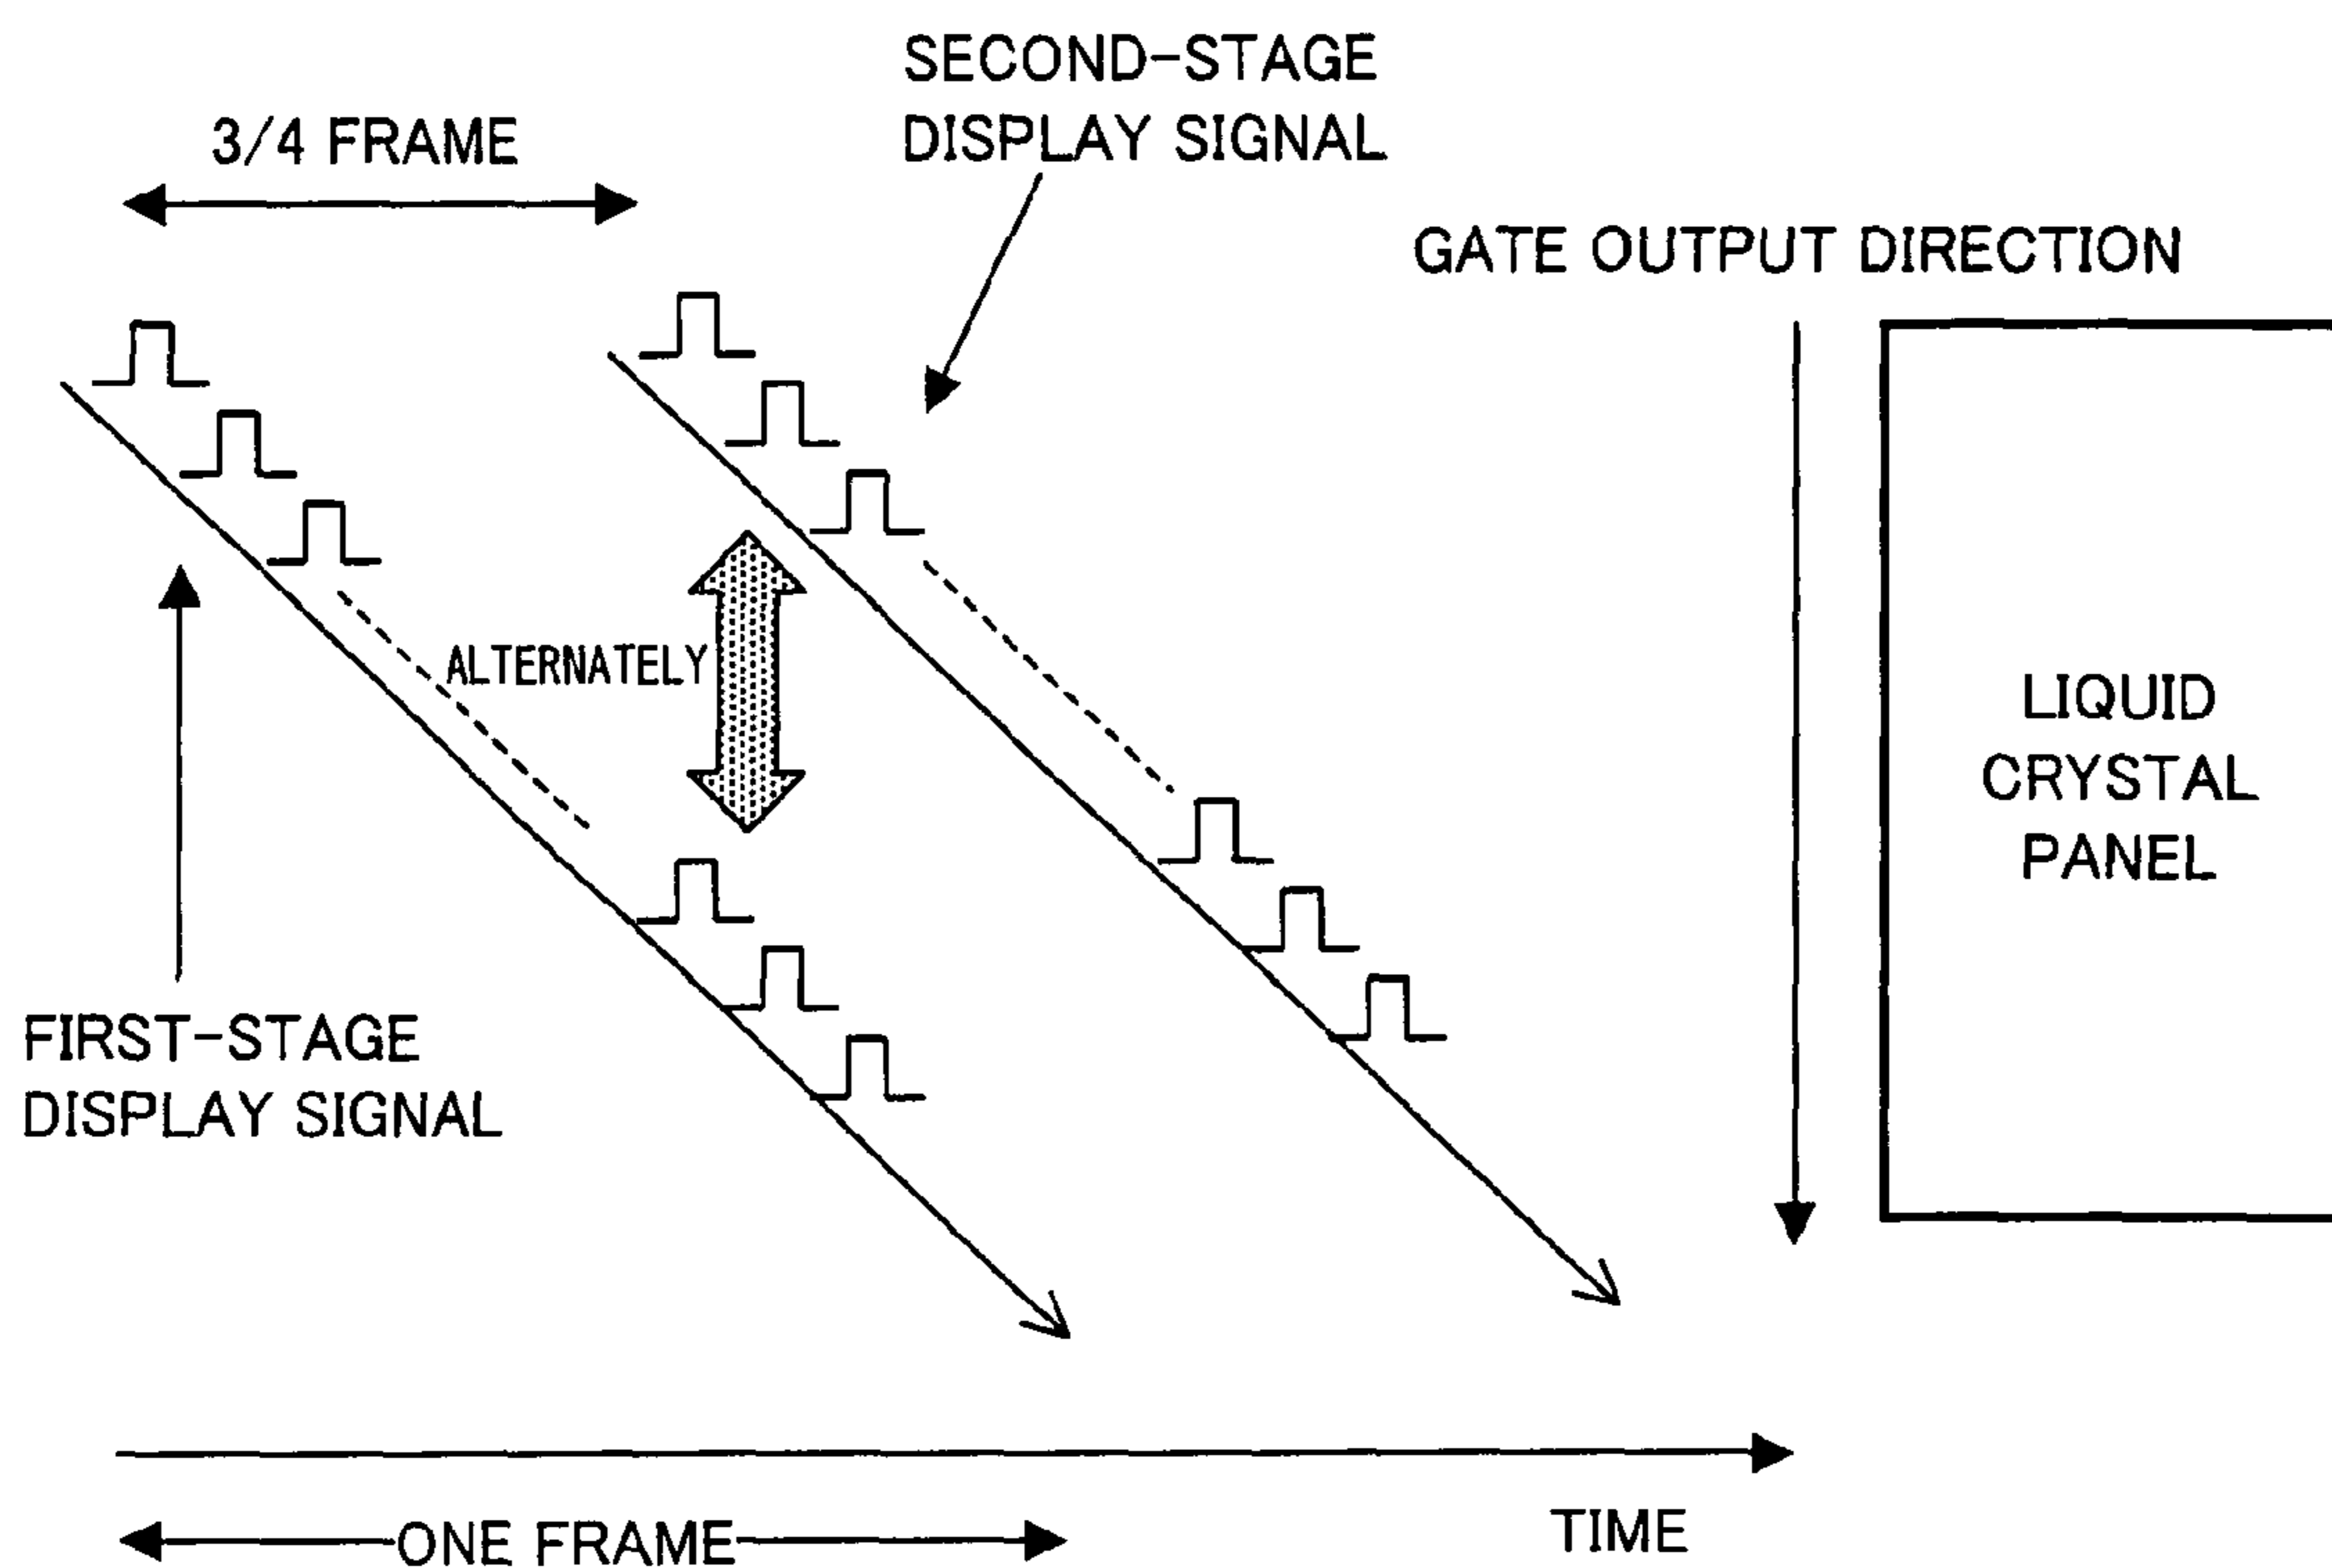 SECOND-STAGE
DISPLAY SIGNAL
3/4 FRAME
GATE OUTPUT DIRECTION
ALTERNATELY
LIQUID
CRYSTAL
PANEL
FIRST-STAGE
DISPLAY SIGNAL
TIME
ONE FRAME